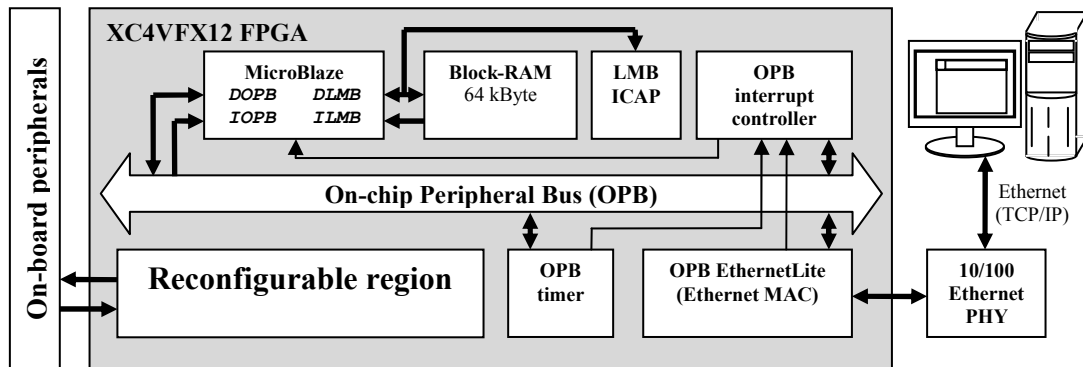 On-board peripherals
XC4VFX12 FPGA
MicroBlaze
DOPB DLMB
IOPB ILMB
Block-RAM
64 kByte
LMB
ICAP
OPB
interrupt
controller
On-chip Peripheral Bus (OPB)
Ethernet
(TCP/IP)
Reconfigurable region
OPB
timer
OPB EthernetLite
(Ethernet MAC)
10/100
Ethernet
PHY